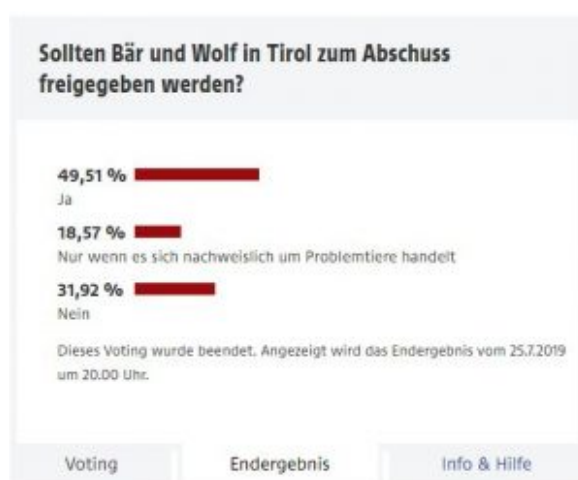 Sollten Bär und Wolf in Tirol zum Abschuss
freigegeben werden?
49,51 %
Ja
18,57 %
Nur wenn es sich nachweislich um Problemtiere handelt
31,92 %
Nein
Dieses Voting wurde beendet. Angezeigt wird das Endergebnis vom 25.7.2019
um 20.00 Uhr.
Voting Endergebnis Info & Hilfe